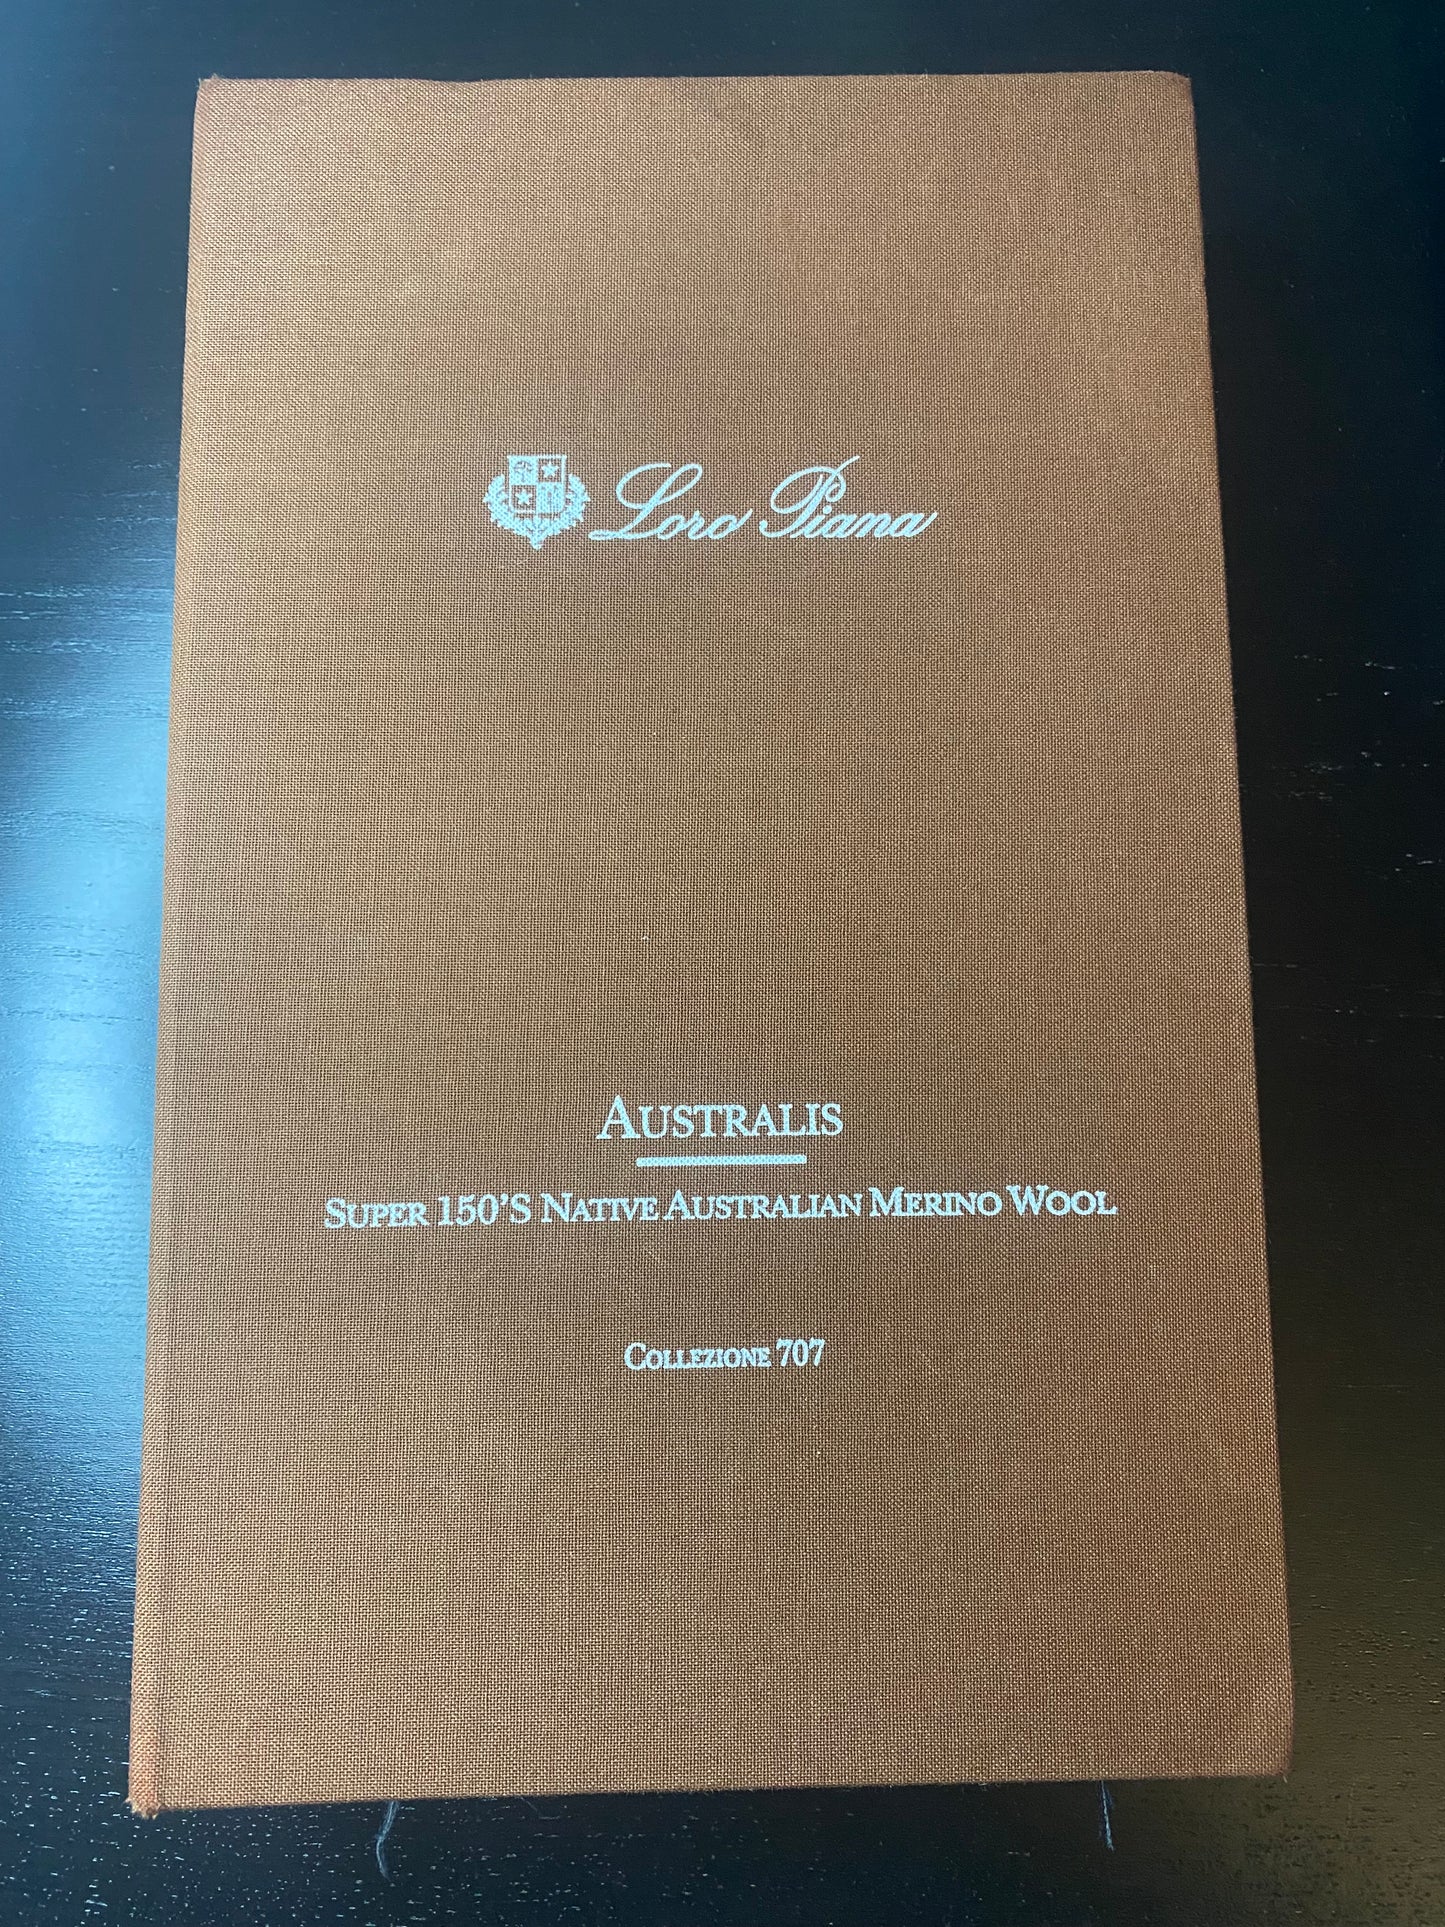 Loro Piana
AUSTRALIS
SUPER 150'S NATIVE AUSTRALIAN MERINO WOOL
COLLEZIONE 707